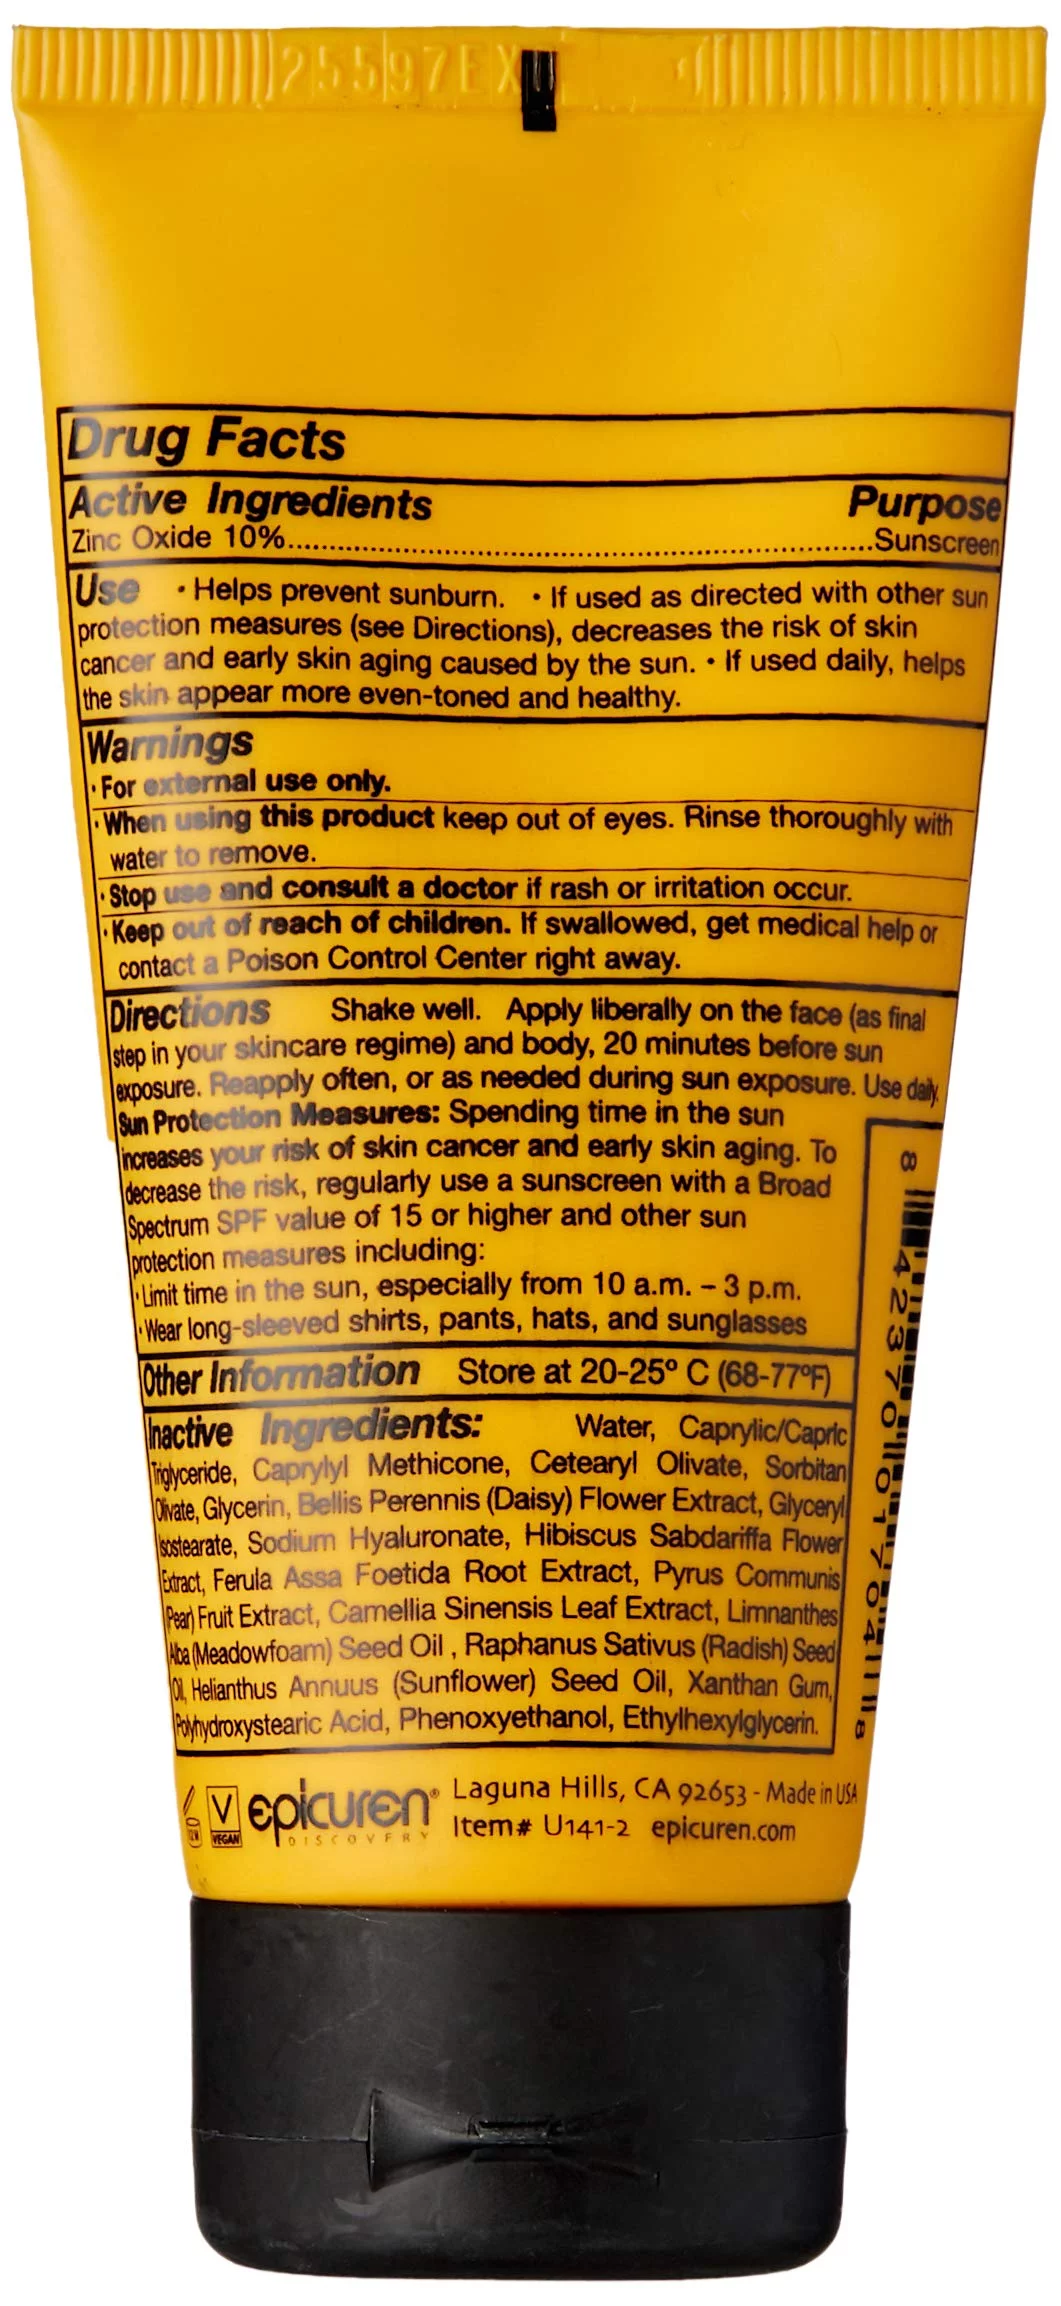 25597EX
Drug Facts
Active Ingredients Purpose
Zinc Oxide 10%......Sunscreen
Use • Helps prevent sunburn. • If used as directed with other sun
protection measures (see Directions), decreases the risk of skin
cancer and early skin aging caused by the sun. • If used daily, helps
the skin appear more even-toned and healthy.
Warnings
• For external use only.
• When using this product keep out of eyes. Rinse thoroughly with
water to remove.
• Stop use and consult a doctor if rash or irritation occur.
• Keep out of reach of children. If swallowed, get medical help or
contact a Poison Control Center right away.
Directions Shake well. Apply liberally on the face (as final
step in your skincare regime) and body, 20 minutes before sun
exposure. Reapply often, or as needed during sun exposure. Use daily.
Sun Protection Measures: Spending time in the sun
increases your risk of skin cancer and early skin aging. To
decrease the risk, regularly use a sunscreen with a Broad
Spectrum SPF value of 15 or higher and other sun
protection measures including:
• Limit time in the sun, especially from 10 a.m. – 3 p.m.
• Wear long-sleeved shirts, pants, hats, and sunglasses
Other Information Store at 20-25º C (68-77ºF)
Inactive Ingredients: Water, Caprylic/Capric
Triglyceride, Caprylyl Methicone, Cetearyl Olivate, Sorbitan
Olivate, Glycerin, Bellis Perennis (Daisy) Flower Extract, Glyceryl
Isostearate, Sodium Hyaluronate, Hibiscus Sabdariffa Flower
Extract, Ferula Assa Foetida Root Extract, Pyrus Communis
(Pear) Fruit Extract, Camellia Sinensis Leaf Extract, Limnanthes
Alba (Meadowfoam) Seed Oil , Raphanus Sativus (Radish) Seed
Oil, Helianthus Annuus (Sunflower) Seed Oil, Xanthan Gum,
Polyhydroxystearic Acid, Phenoxyethanol, Ethylhexylglycerin.
8 42370 01704 8
12M V VEGAN epicuren® DISCOVERY Laguna Hills, CA 92653 - Made in USA
Item# U141-2 epicuren.com